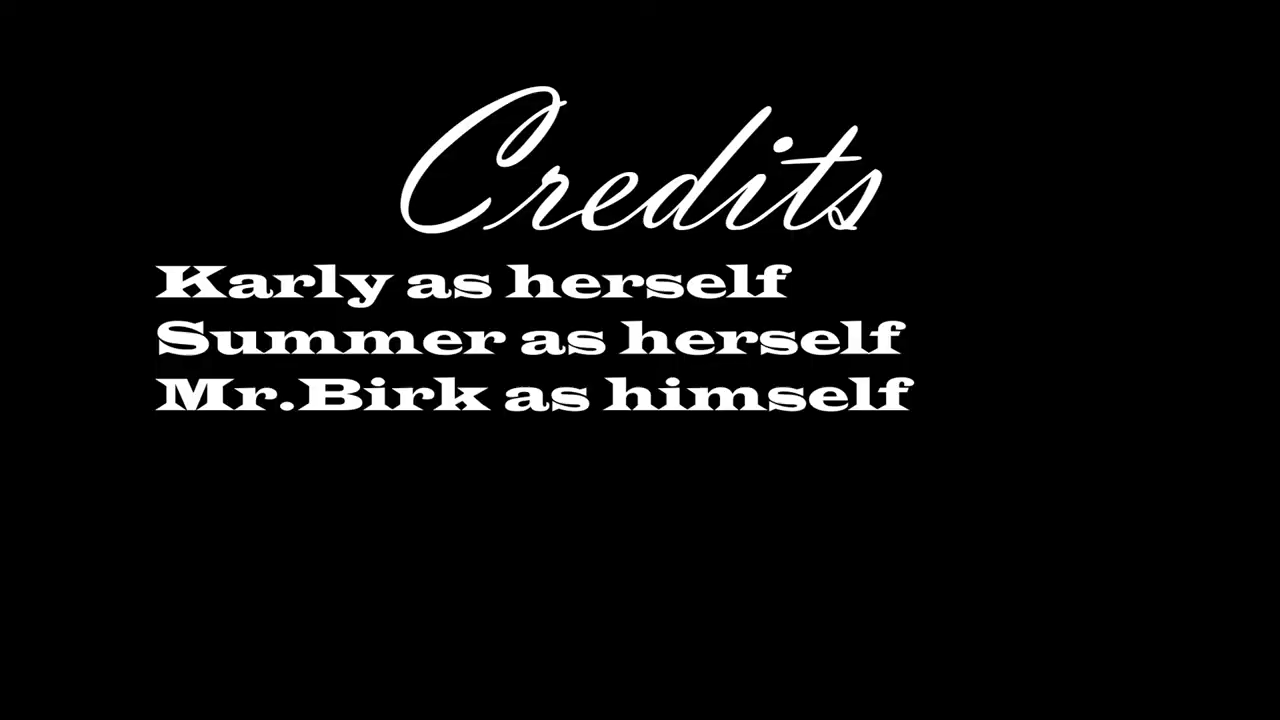 Credits
Karly as herself
Summer as herself
Mr.Birk as himself